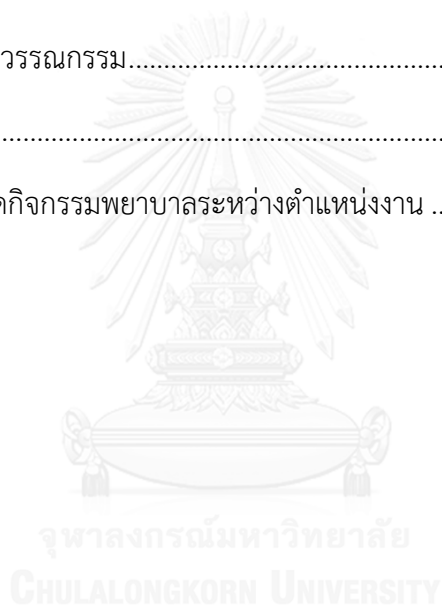 วรรณกรรม.......................................
.......................................................
กิจกรรมพยาบาลระหว่างตำแหน่งงาน ..
จุฬาลงกรณ์มหาวิทยาลัย
CHULALONGKORN UNIVERSITY